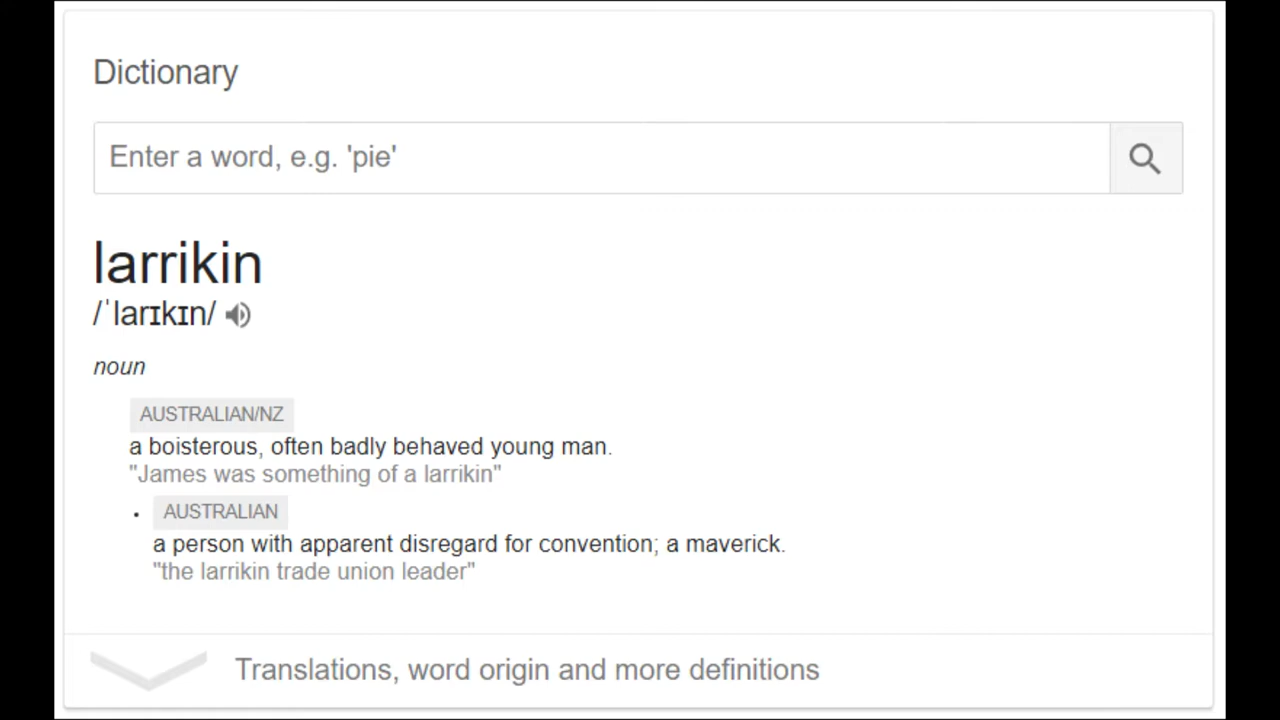 Dictionary
Enter a word, e.g. 'pie'
larrikin
/ˈlarɪkɪn/
noun
AUSTRALIAN/NZ
a boisterous, often badly behaved young man.
"James was something of a larrikin"
• AUSTRALIAN
a person with apparent disregard for convention; a maverick.
"the larrikin trade union leader"
Translations, word origin and more definitions